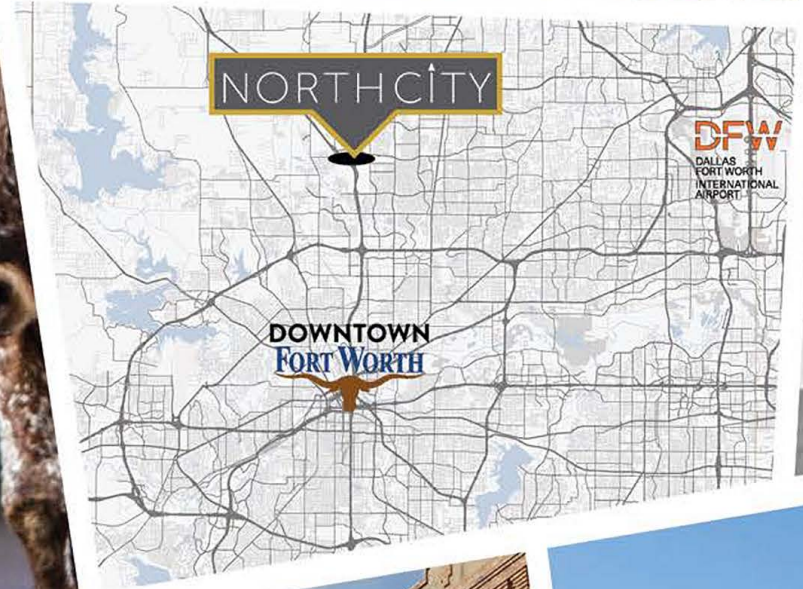 NORTHCITY
DFW
DALLAS
FORT WORTH
INTERNATIONAL
AIRPORT
DOWNTOWN
FORT WORTH